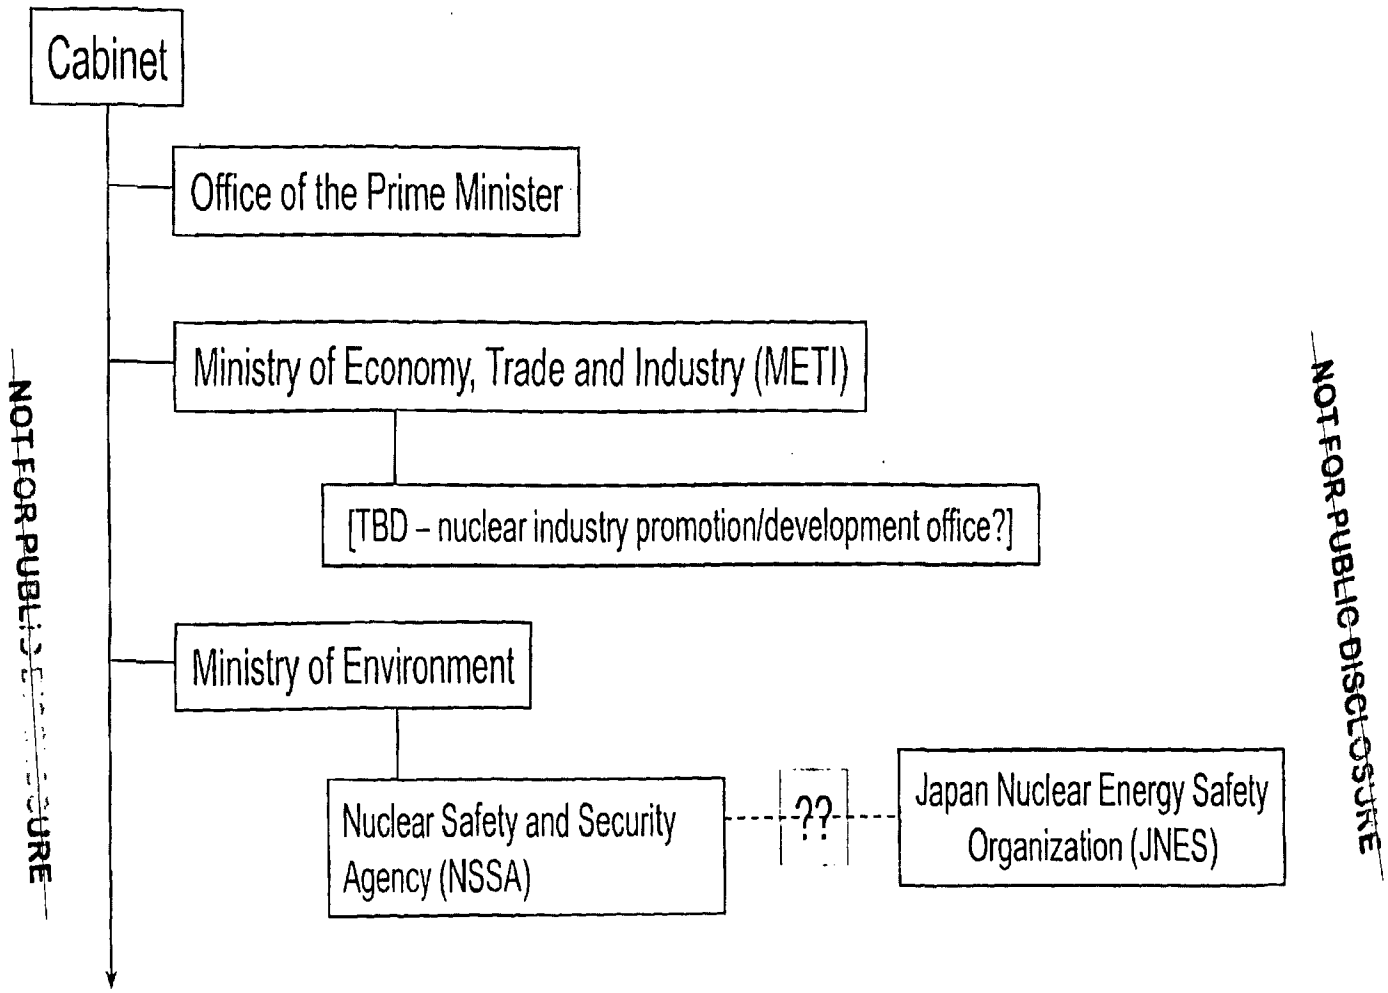 Cabinet
Office of the Prime Minister
Ministry of Economy, Trade and Industry (METI)
[TBD – nuclear industry promotion/development office?]
Ministry of Environment
Nuclear Safety and Security
Agency (NSSA)
??
Japan Nuclear Energy Safety
Organization (JNES)
NOT FOR PUBLIC DISCLOSURE
NOT FOR